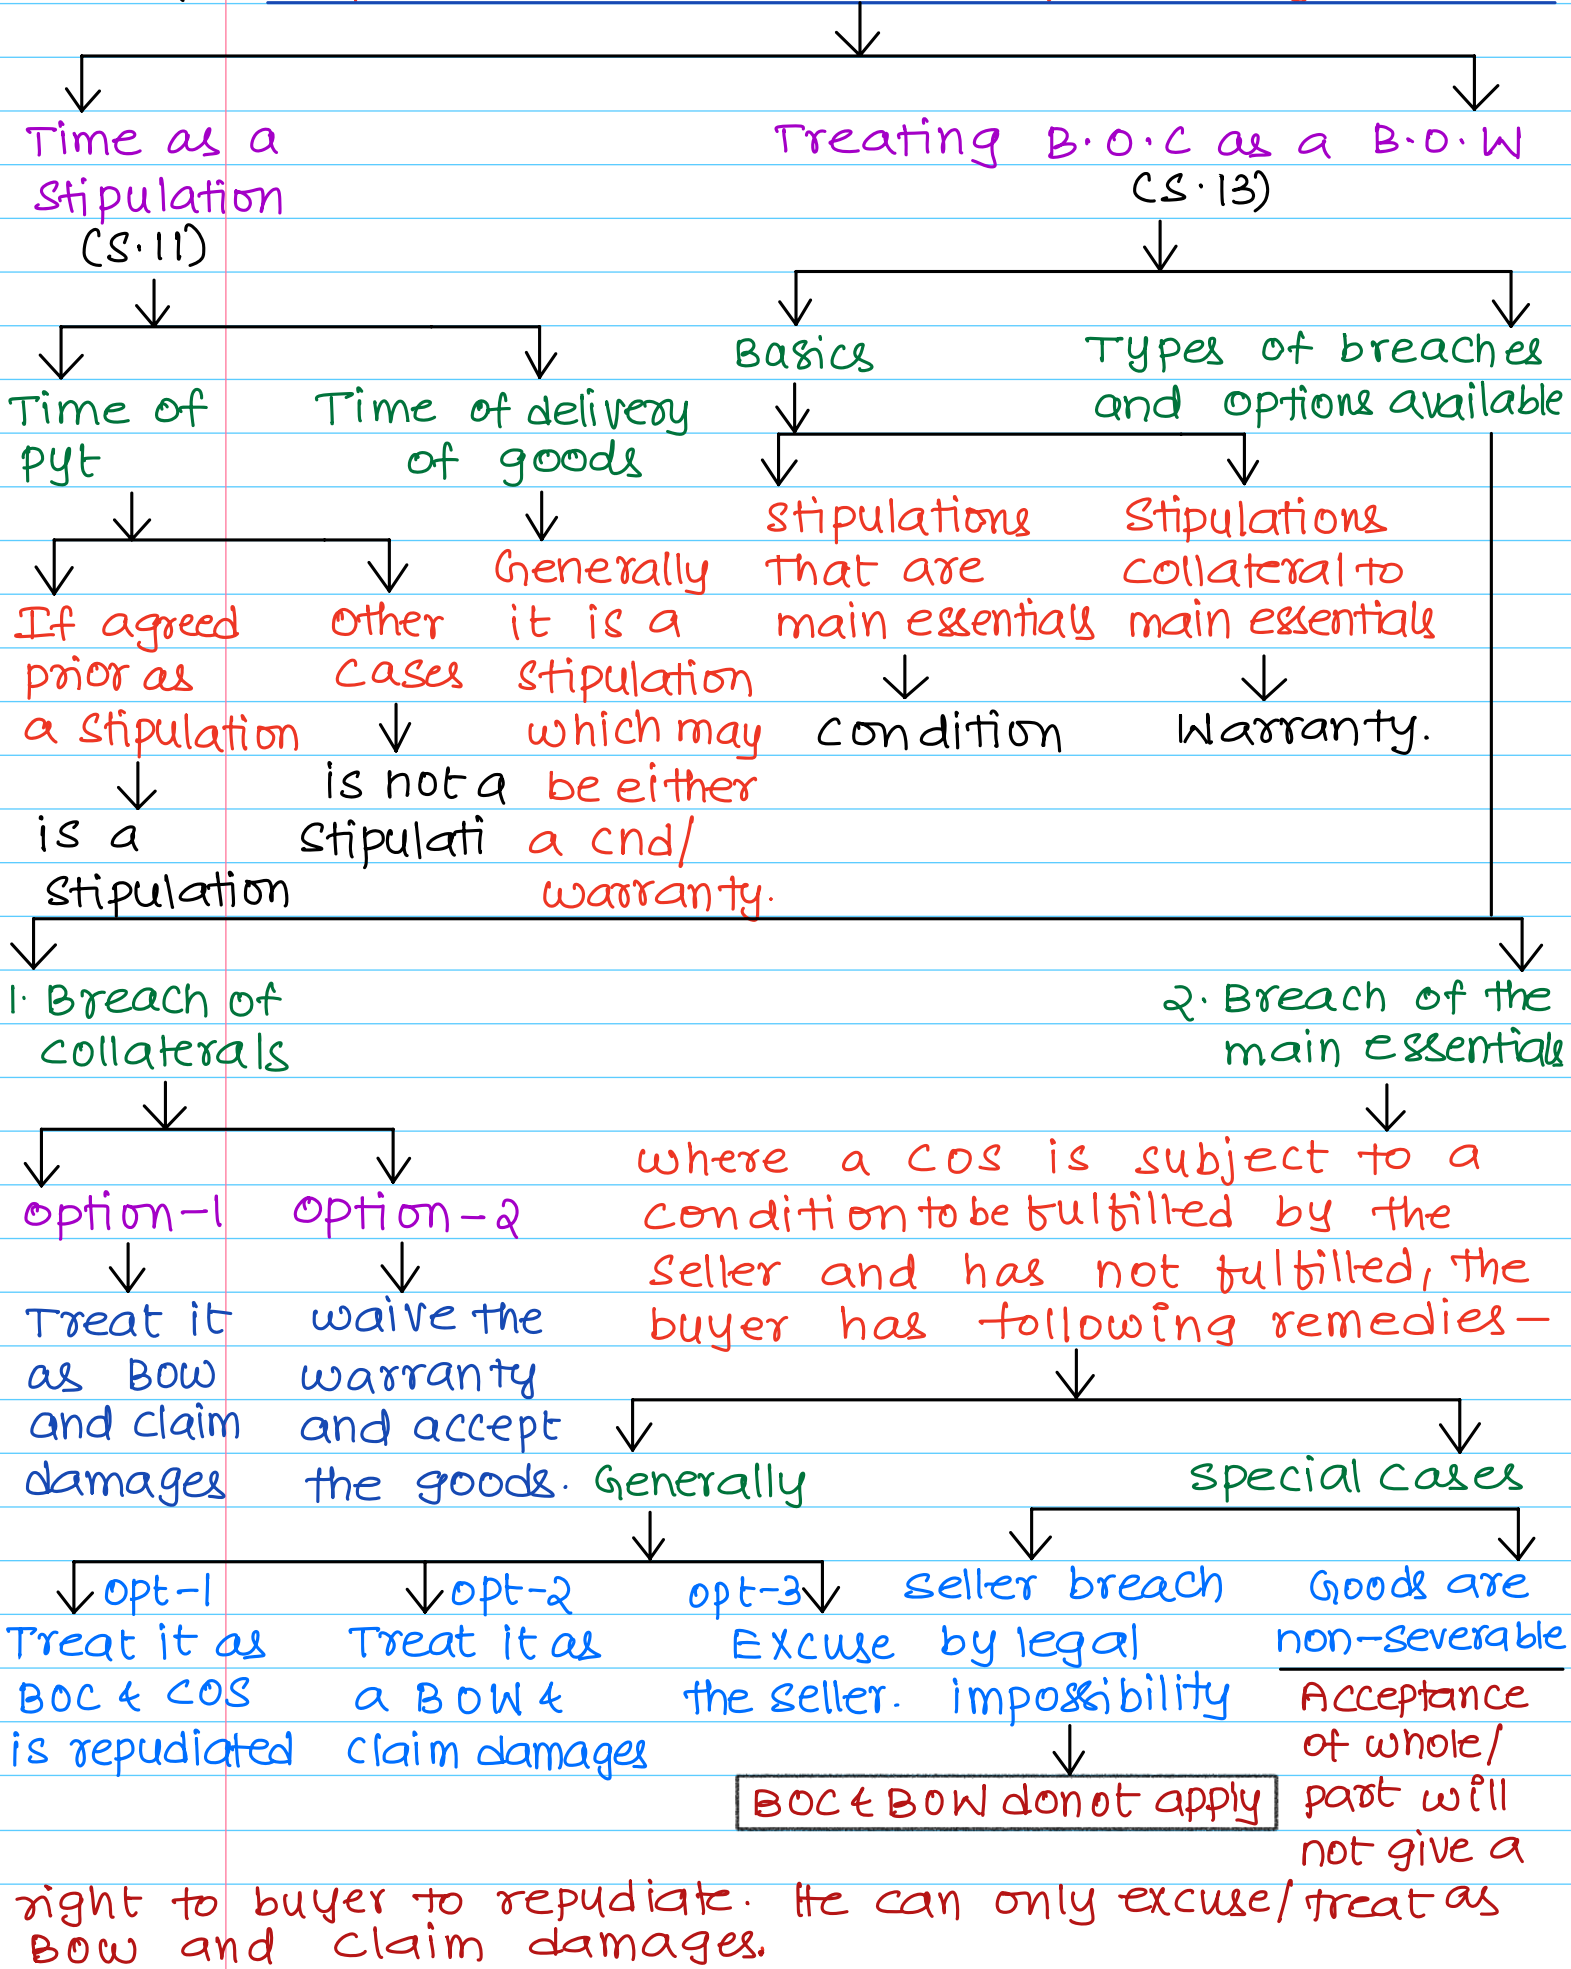 Time as a
Stipulation
(S.11)
Treating B.O.C as a B.O.W
(S.13)
Time of
pyt
Time of delivery
of goods
Basics
Types of breaches
and options available
If agreed
prior as
a stipulation
is a
stipulation
Other
cases
is not a
stipulati
Generally
it is a
stipulation
which may
be either
a cnd/
warranty.
stipulations
that are
main essentials
condition
Stipulations
collateral to
main essentials
Warranty.
1. Breach of
collaterals
2. Breach of the
main essentials
option-1
Treat it
as BOW
and claim
damages
option-2
waive the
warranty
and accept
the goods.
where a COS is subject to a
condition to be fulfilled by the
seller and has not fulfilled, the
buyer has following remedies-
Generally
special cases
opt-1
Treat it as
BOC & COS
is repudiated
opt-2
Treat it as
a BOW &
claim damages
opt-3
Excuse
the seller.
seller breach
by legal
impossibility
BOC & BOW do not apply
Goods are
non-severable
Acceptance
of whole/
part will
not give a
right to buyer to repudiate. He can only excuse/treat as
BOW and claim damages.